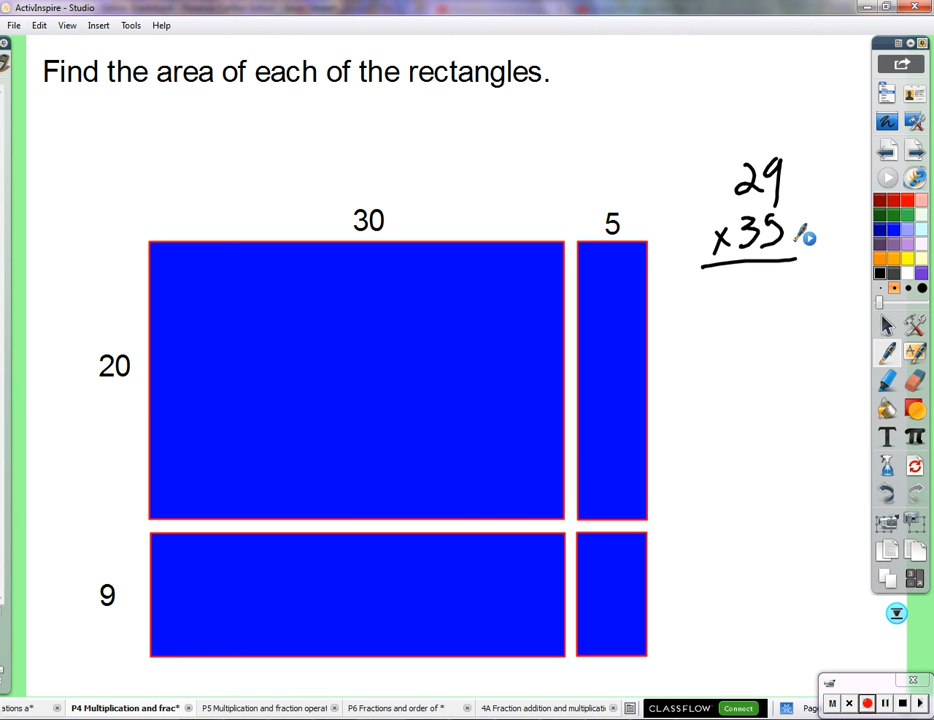 ActivInspire - Studio
File Edit View Insert Tools Help
Find the area of each of the rectangles.
29
x 35
30
5
20
9
M
ations a*
P4 Multiplication and frac*
P5 Multiplication and fraction operat
P6 Fractions and order of *
4A Fraction addition and multiplicati
CLASSFLOW
Connect